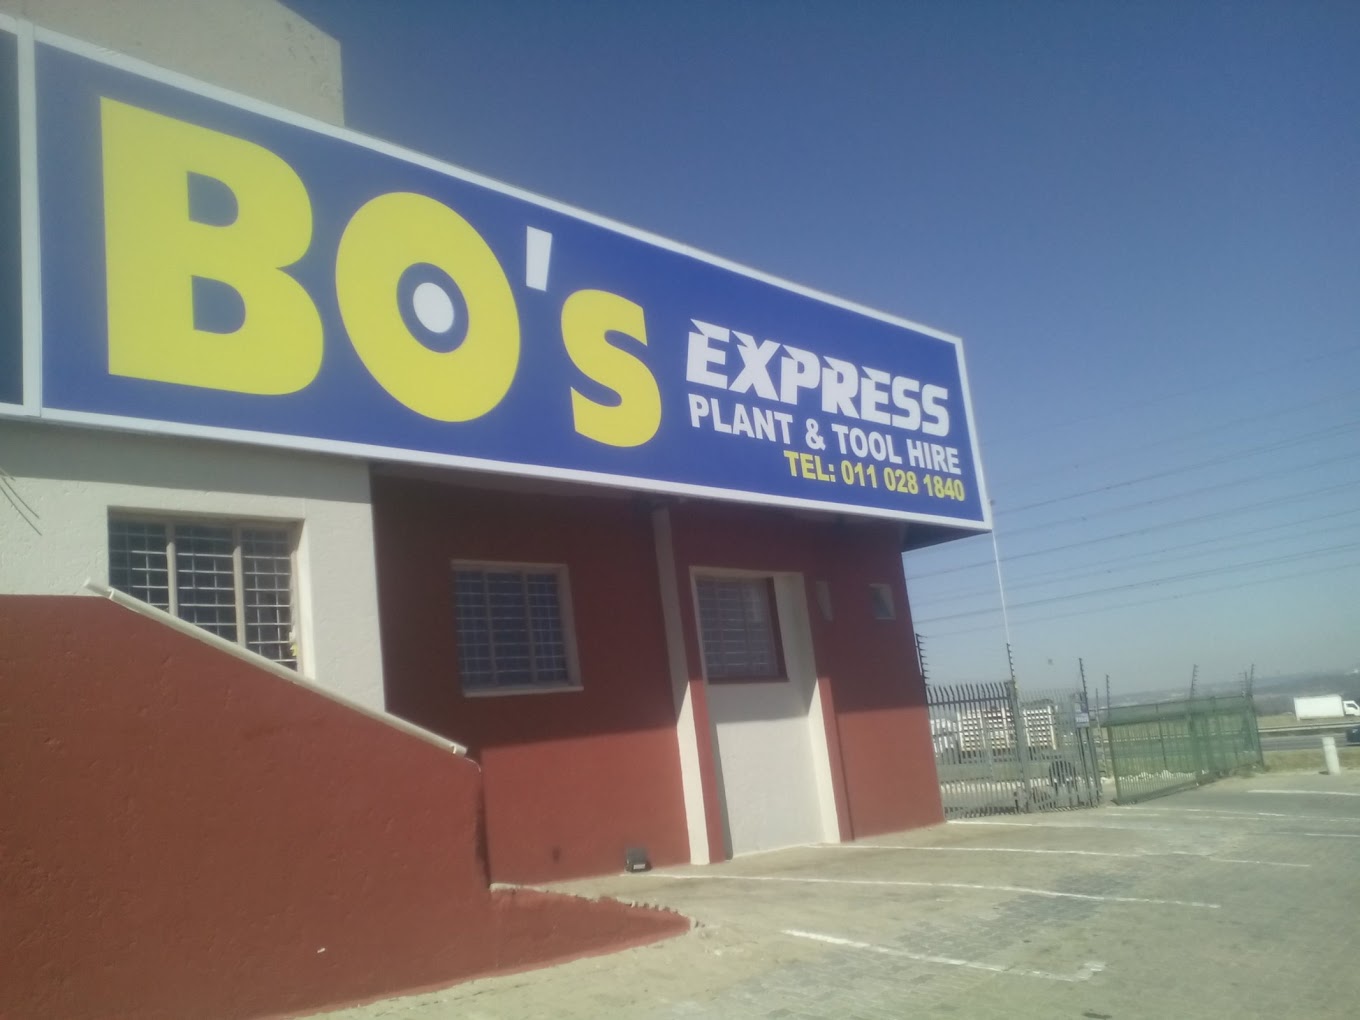 BO'S
EXPRESS
PLANT & TOOL HIRE
TEL: 011 028 1840